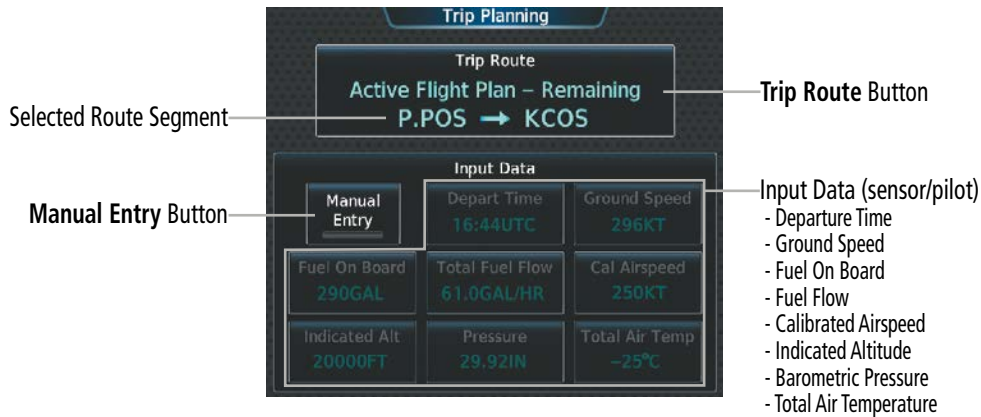 Trip Planning
Trip Route
Active Flight Plan – Remaining
P.POS → KCOS
Selected Route Segment
Trip Route Button
Input Data
Manual
Entry
Manual Entry Button
Depart Time
16:44UTC
Ground Speed
296KT
Fuel On Board
290GAL
Total Fuel Flow
61.0GAL/HR
Cal Airspeed
250KT
Indicated Alt
20000FT
Pressure
29.92IN
Total Air Temp
−25°C
Input Data (sensor/pilot)
- Departure Time
- Ground Speed
- Fuel On Board
- Fuel Flow
- Calibrated Airspeed
- Indicated Altitude
- Barometric Pressure
- Total Air Temperature